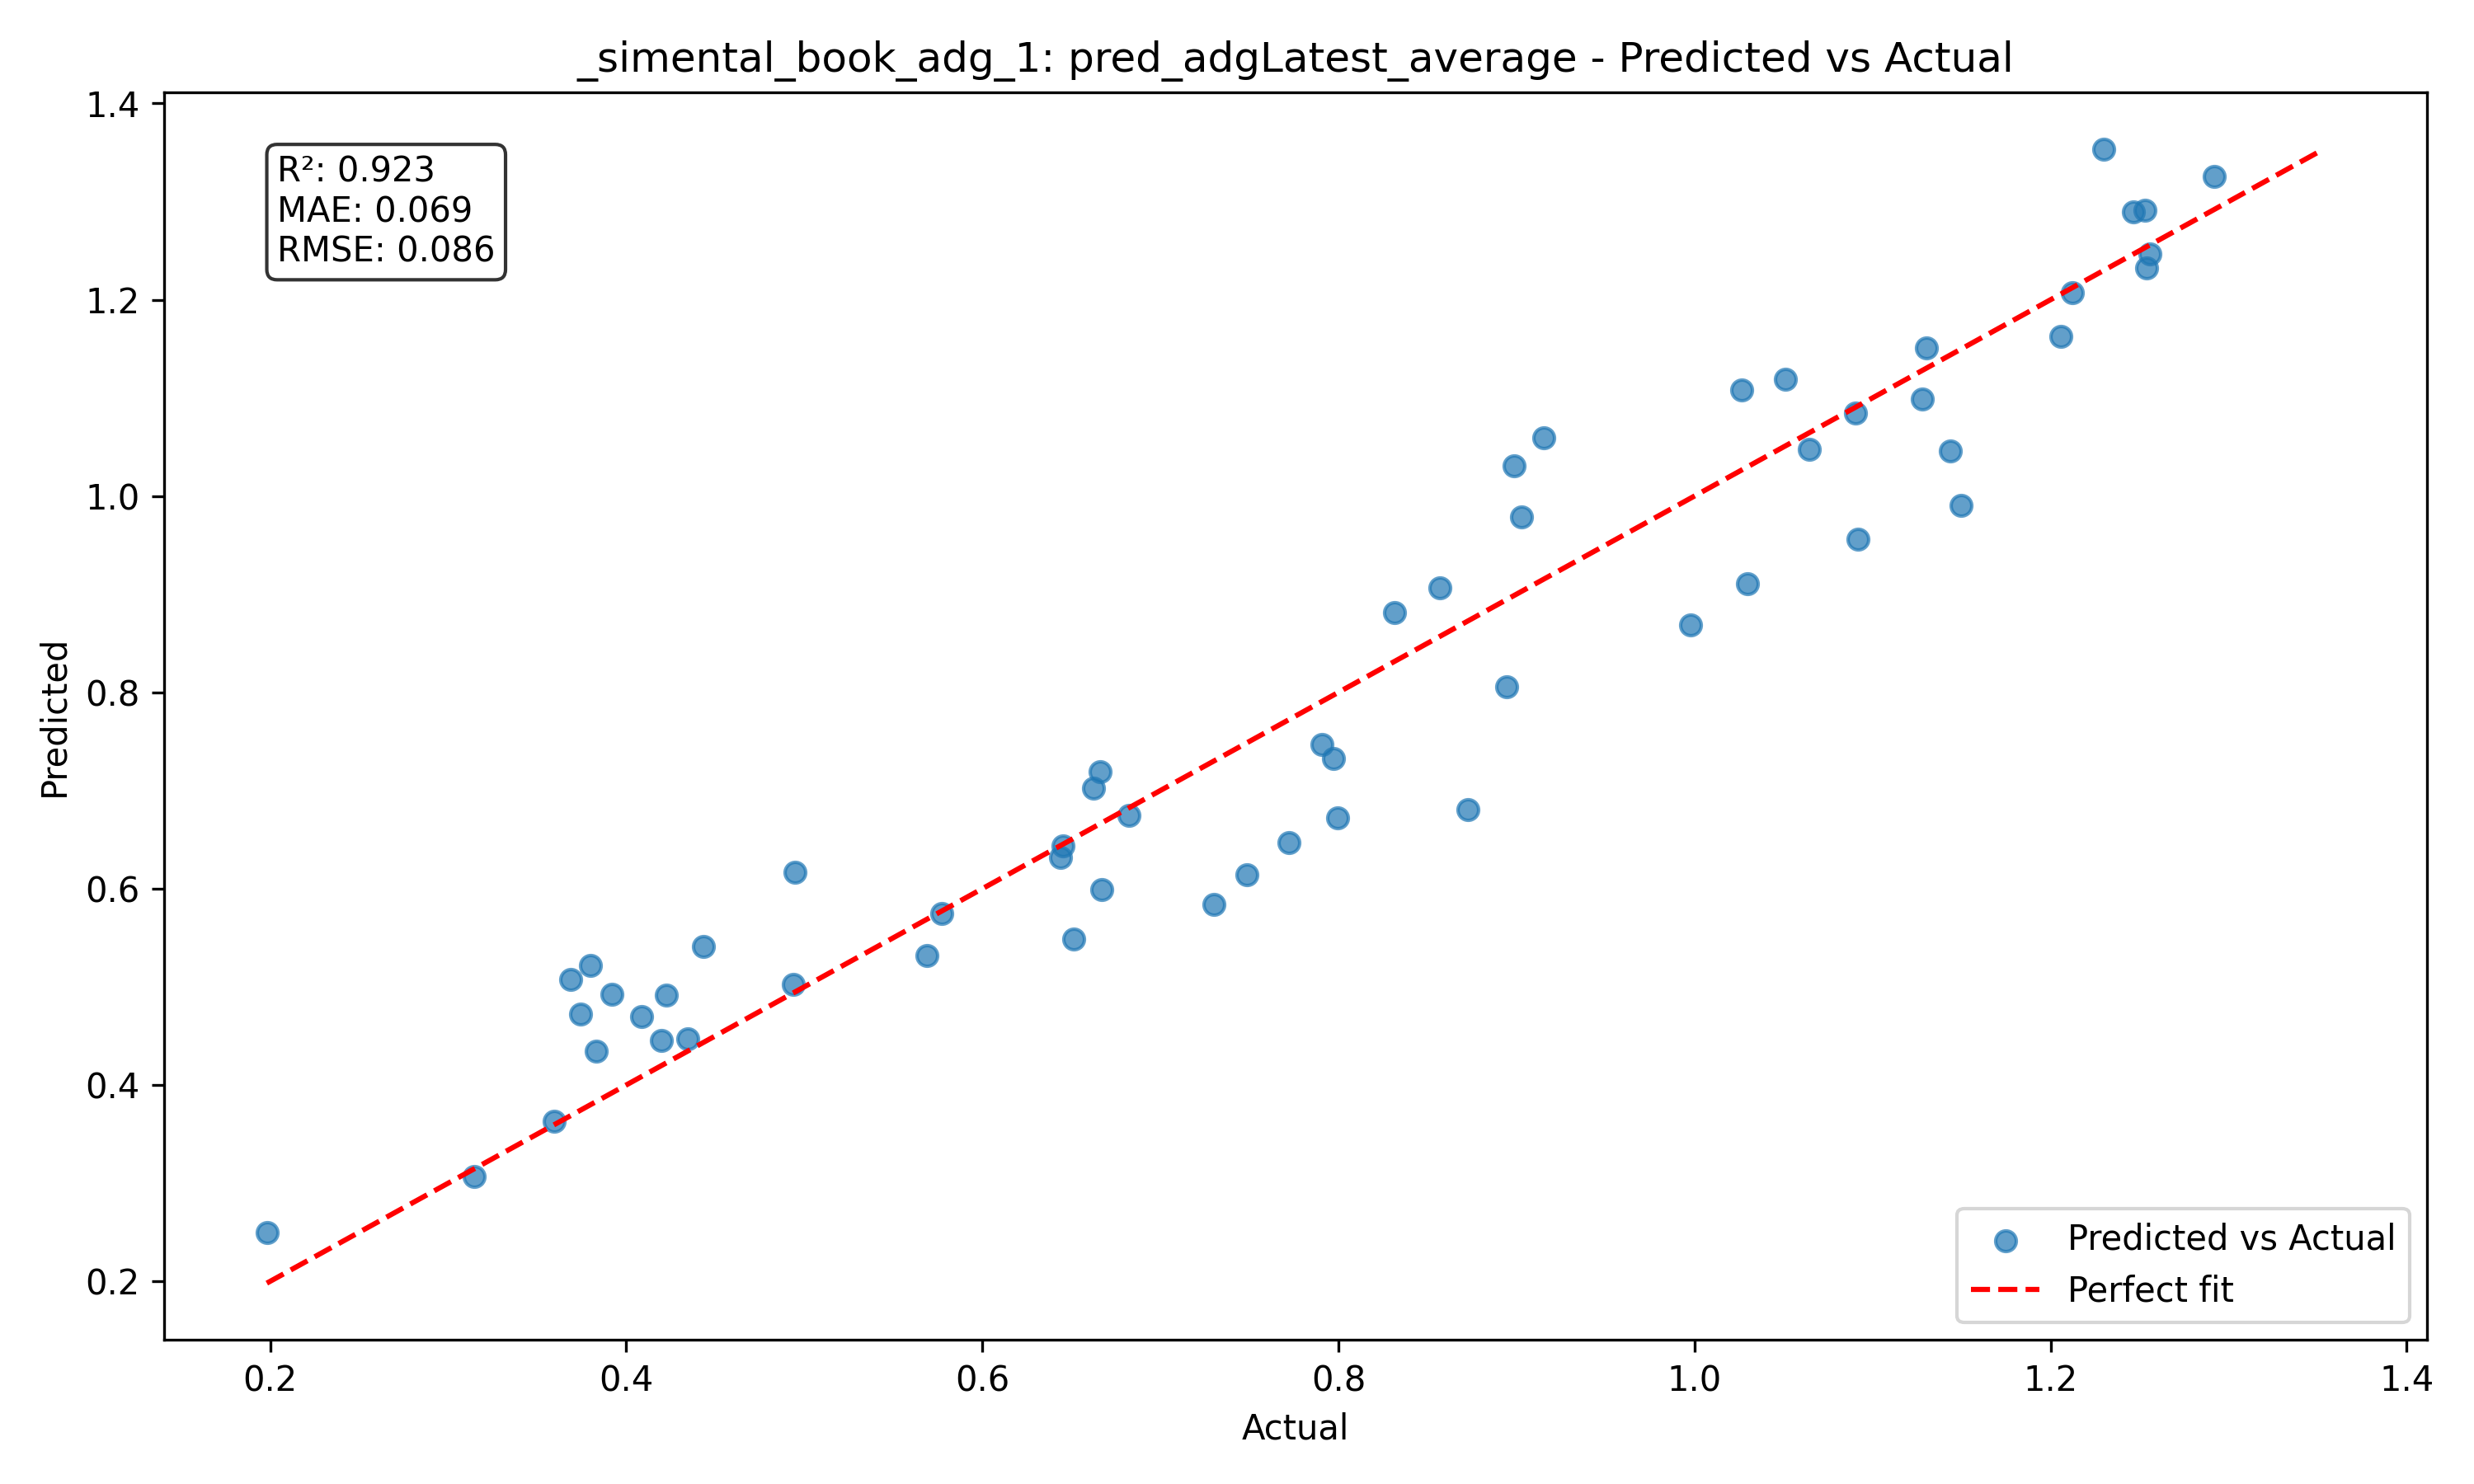 _simental_book_adg_1: pred_adgLatest_average - Predicted vs Actual
1.4
1.2
1.0
0.8
0.6
0.4
0.2
Predicted
R²: 0.923
MAE: 0.069
RMSE: 0.086
Predicted vs Actual
Perfect fit
0.2 0.4 0.6 0.8 1.0 1.2 1.4
Actual